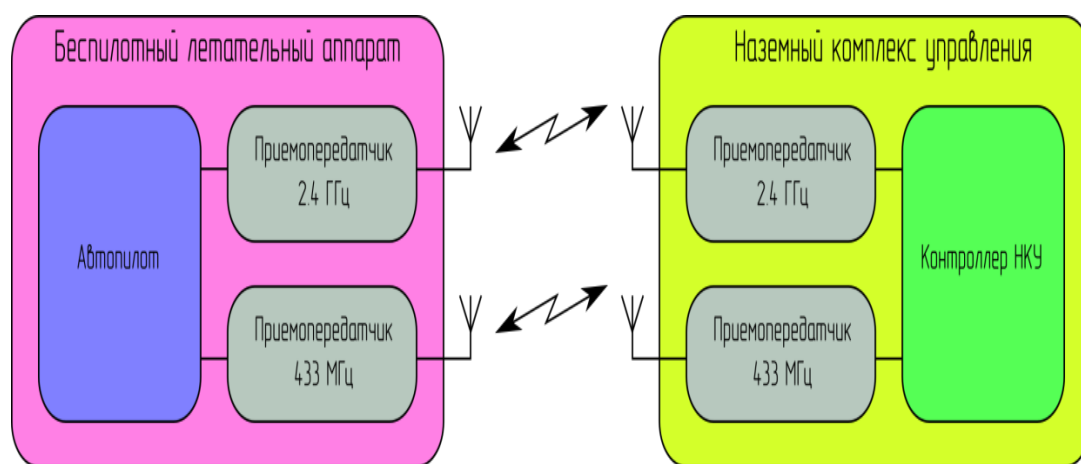 Беспилотный летательный аппарат
Автопилот
Приемопередатчик
2.4 ГГц
Приемопередатчик
433 МГц
Наземный комплекс управления
Приемопередатчик
2.4 ГГц
Приемопередатчик
433 МГц
Контроллер НКУ